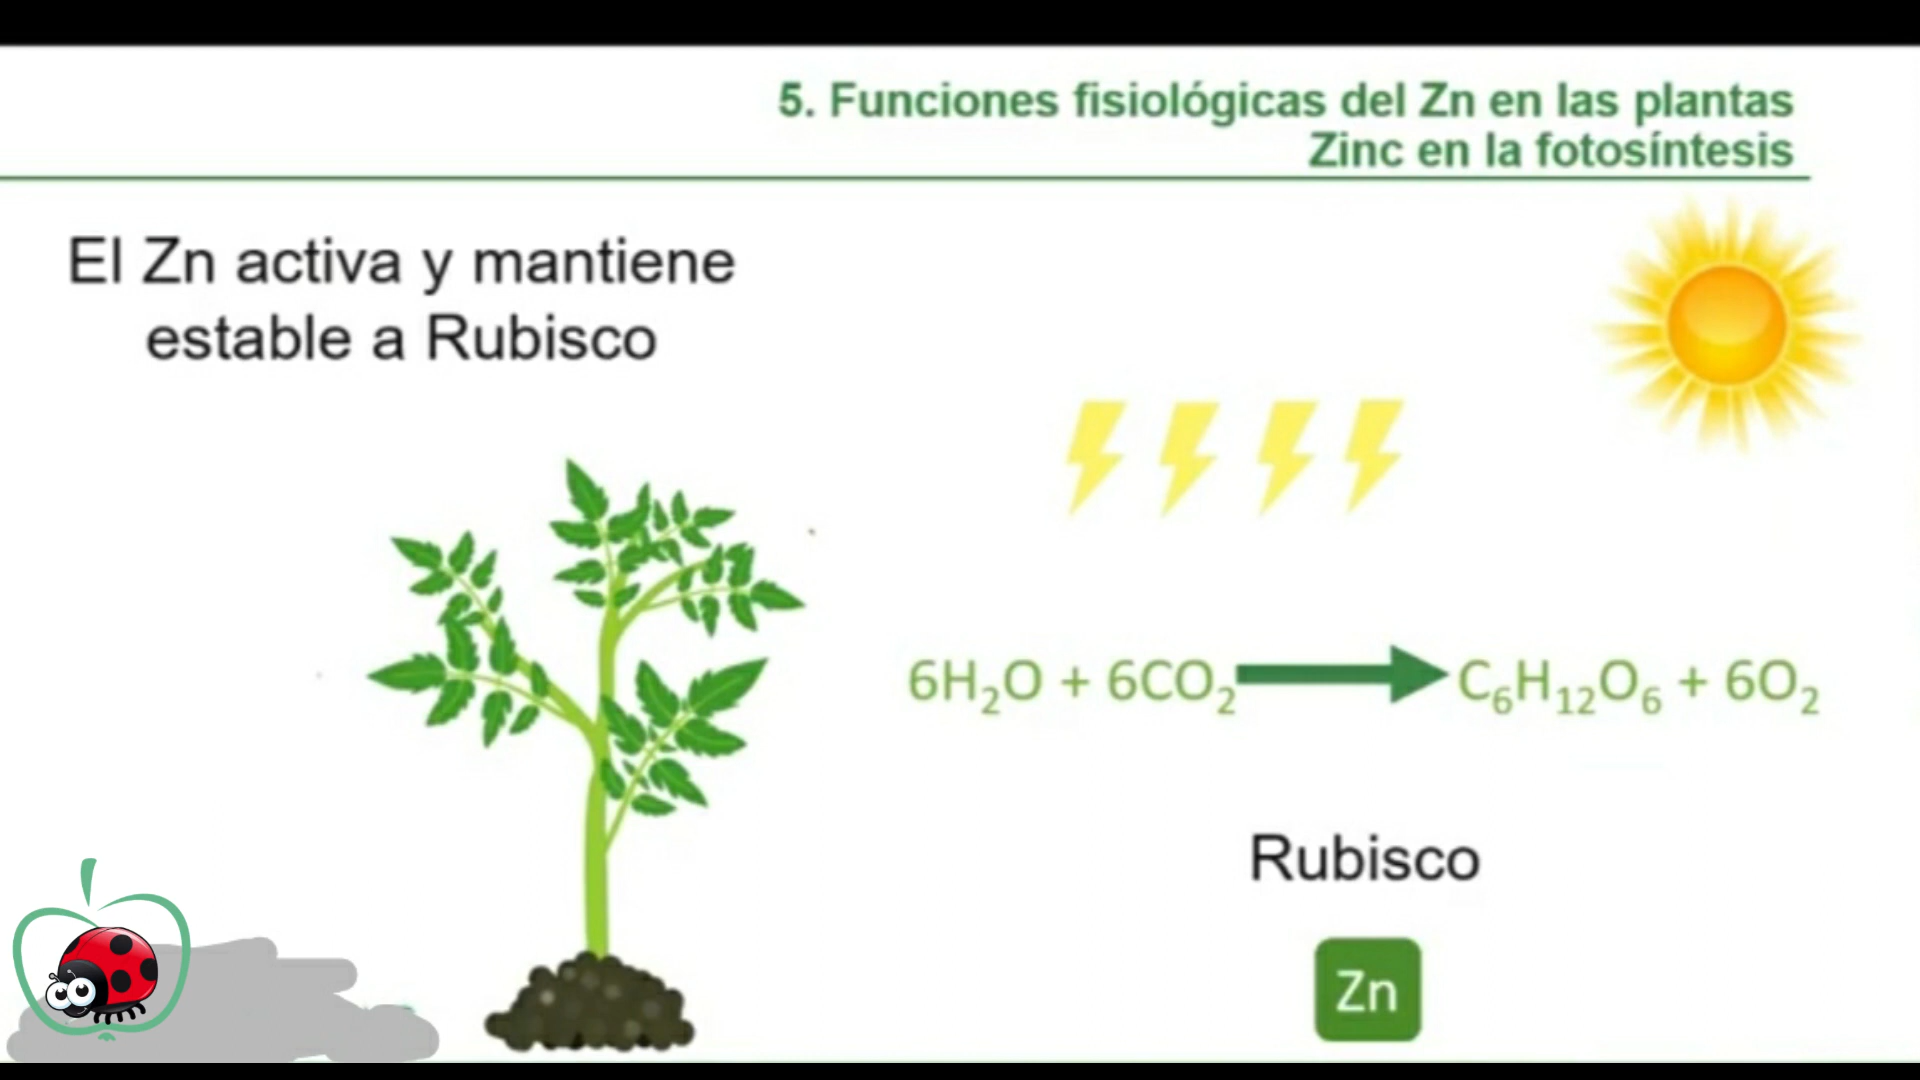 5. Funciones fisiológicas del Zn en las plantas
Zinc en la fotosíntesis
El Zn activa y mantiene
estable a Rubisco
6H₂O + 6CO₂ → C₆H₁₂O₆ + 6O₂
Rubisco
Zn